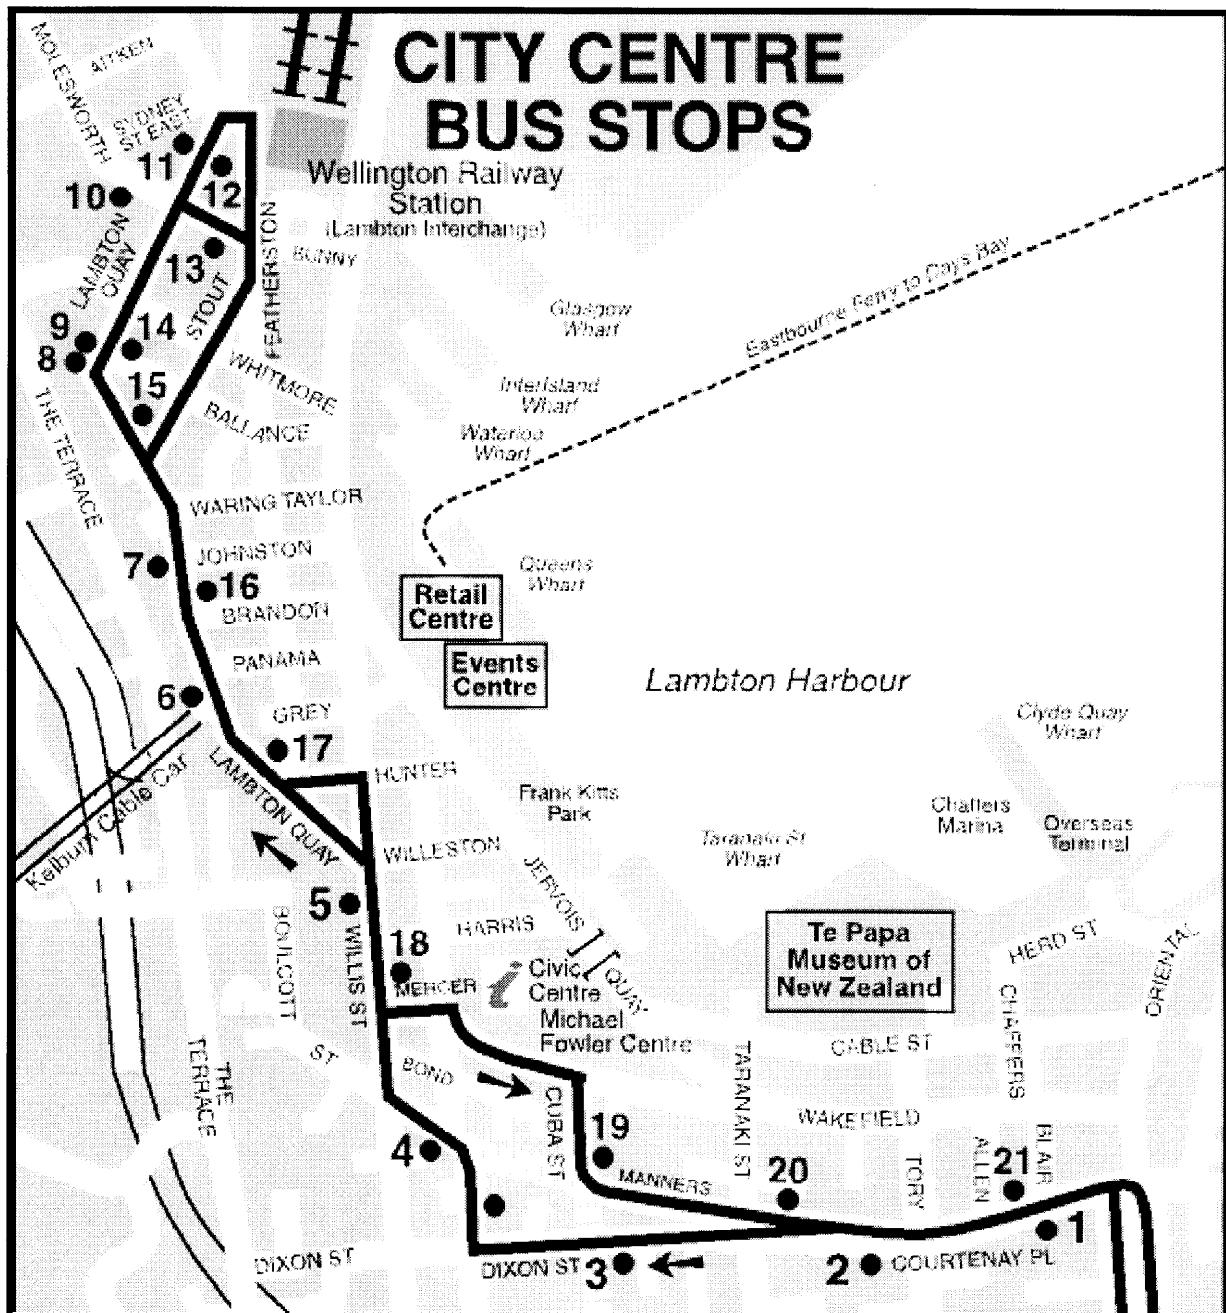 CITY CENTRE
BUS STOPS
MOLESWORTH
AITKEN
SYDNEY
ST EAST
11
12
10
Wellington Railway
Station
(Lambton Interchange)
LAMBTON
QUAY
13
STOUT
FEATHERSTON
BUNNY
Eastbourne Ferry to Days Bay
Glasgow
Wharf
9
8
14
15
WHITMORE
BALLANCE
Interisland
Wharf
Waterloo
Wharf
THE TERRACE
WARING TAYLOR
7
JOHNSTON
16
BRANDON
Queens
Wharf
Retail
Centre
Events
Centre
PANAMA
6
GREY
17
Lambton Harbour
Clyde Quay
Wharf
Kelburn Cable Car
LAMBTON QUAY
HUNTER
Frank Kitts
Park
Chaffers
Marina
Overseas
Terminal
Taranaki St
Wharf
WILLESTON
JERVOIS
QUAY
5
WILLIS ST
BOULCOTT
ST
18
HARRIS
MERCER
i
Civic
Centre
Michael
Fowler Centre
Te Papa
Museum of
New Zealand
HERD ST
ORIENTAL
CHAFFERS
CABLE ST
THE
TERRACE
BOND
CUBA ST
TARANAKI ST
WAKEFIELD
4
19
MANNERS
20
TORY
ALLEN
BLAIR
21
1
DIXON ST
DIXON ST
3
2
COURTENAY PL